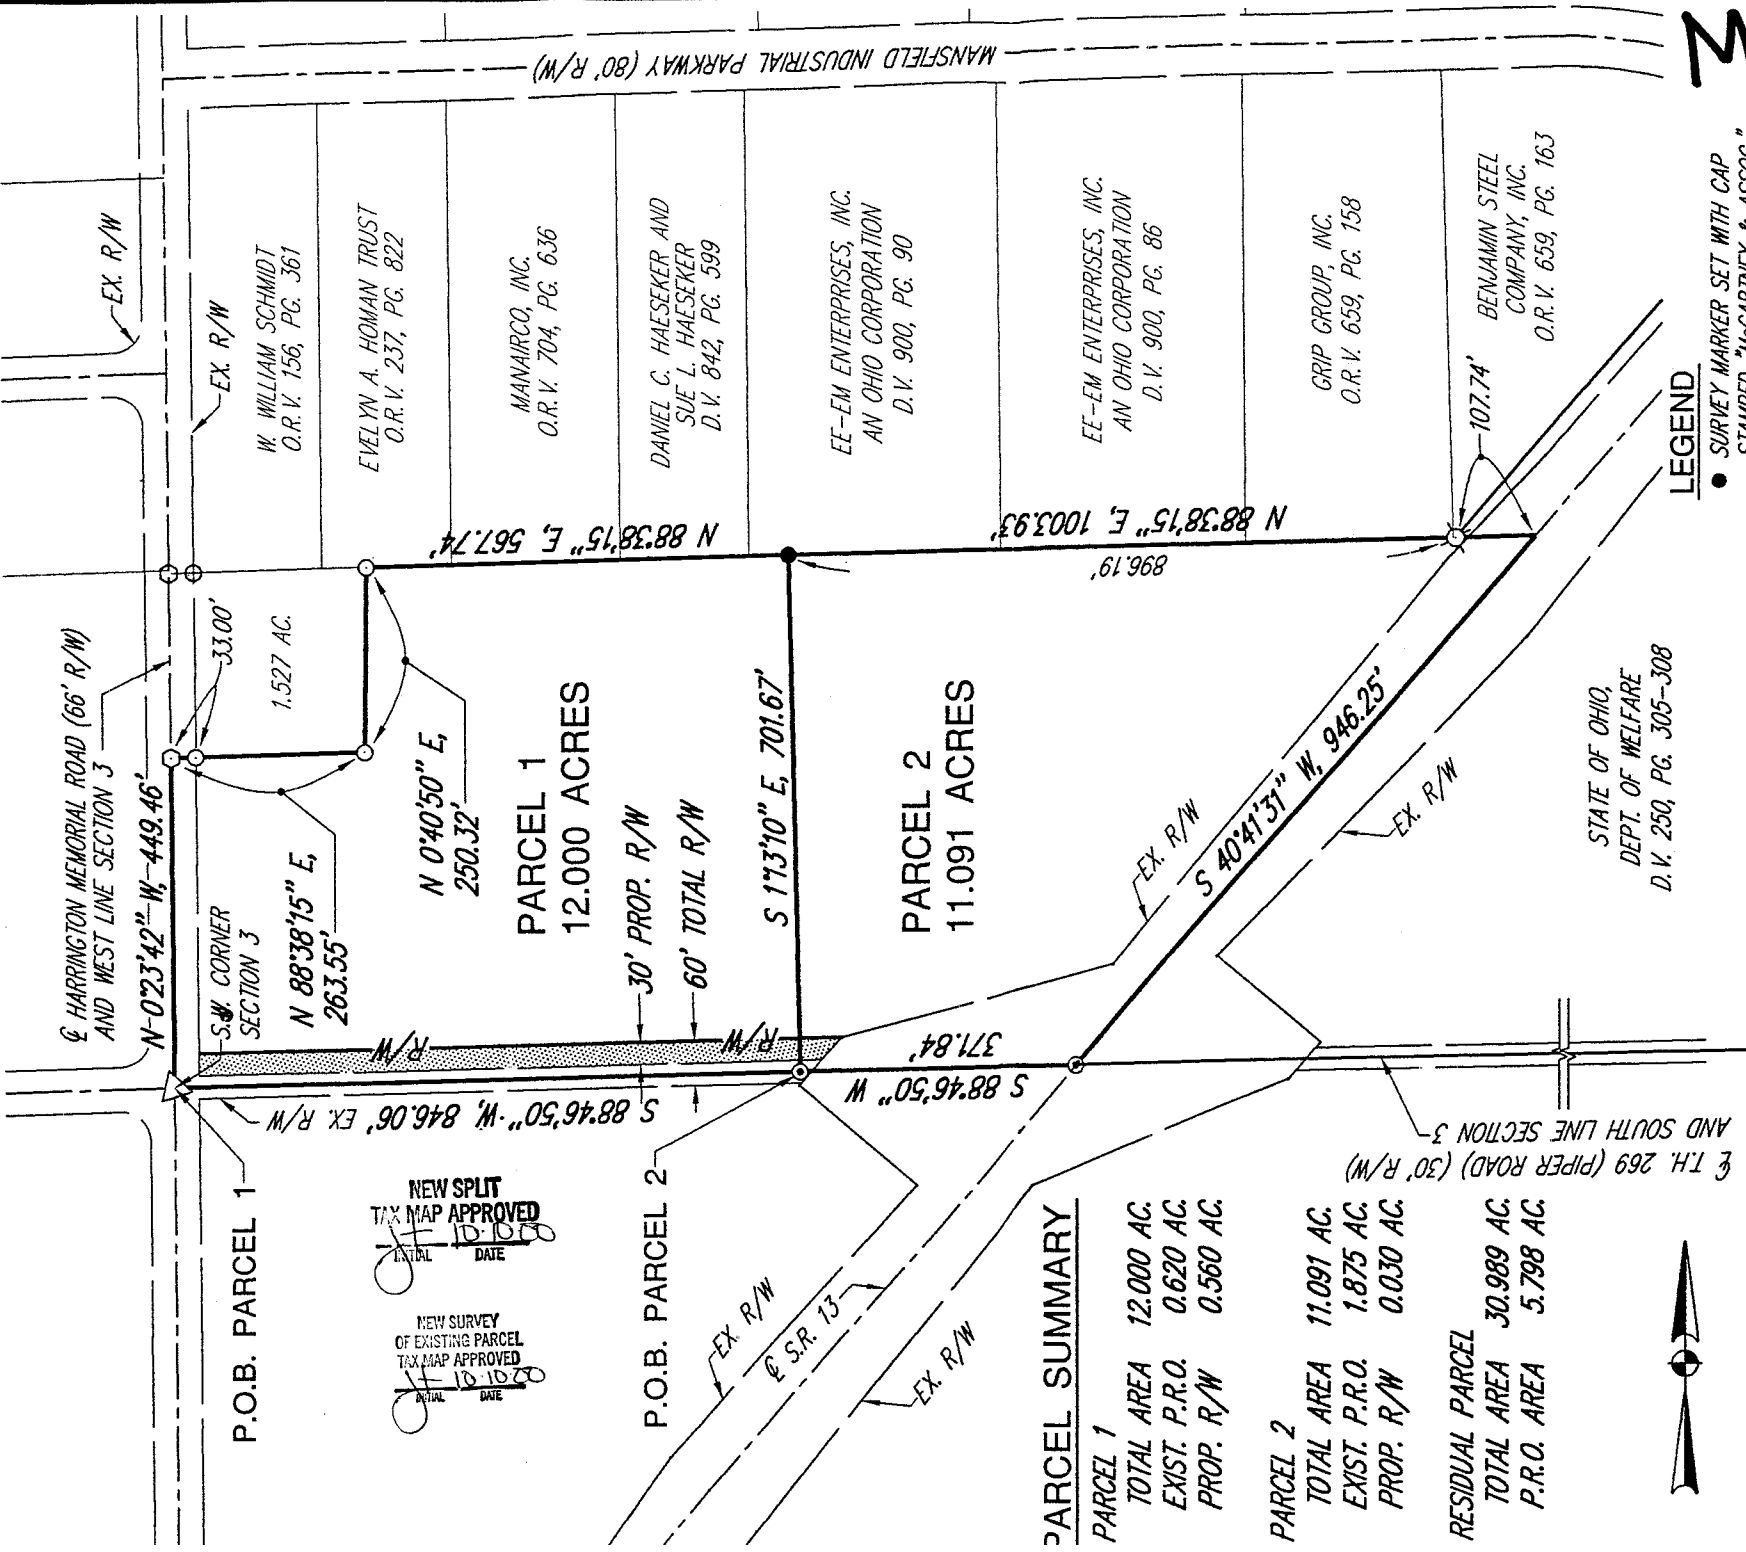 MANSFIELD INDUSTRIAL PARKWAY (80' R/W)
EX. R/W
EX. R/W
W. WILLIAM SCHMIDT
O.R.V. 156, PG. 361
EVELYN A. HOMAN TRUST
O.R.V. 237, PG. 822
MANAIRCO, INC.
O.R.V. 704, PG. 636
DANIEL C. HAESEKER AND
SUE L. HAESEKER
D.V. 842, PG. 599
EE-EM ENTERPRISES, INC.
AN OHIO CORPORATION
D.V. 900, PG. 90
EE-EM ENTERPRISES, INC.
AN OHIO CORPORATION
D.V. 900, PG. 86
GRIP GROUP, INC.
O.R.V. 659, PG. 158
BENJAMIN STEEL
COMPANY, INC.
O.R.V. 659, PG. 163
107.74'
N 88°38'15" E, 567.74'
N 88°38'15" E, 1003.93'
896.19'
℄ HARRINGTON MEMORIAL ROAD (66' R/W)
AND WEST LINE SECTION 3
N 0°23'42" W, 449.46'
33.00'
1.527 AC.
S.W. CORNER
SECTION 3
N 88°38'15" E,
263.55'
N 0°40'50" E,
250.32'
PARCEL 1
12.000 ACRES
30' PROP. R/W
60' TOTAL R/W
S 1°13'10" E, 701.67'
PARCEL 2
11.091 ACRES
EX. R/W
S 40°41'31" W, 946.25'
EX. R/W
STATE OF OHIO,
DEPT. OF WELFARE
D.V. 250, PG. 305-308
R/W
R/W
S 88°46'50" W, 846.06'
EX. R/W
371.84'
S 88°46'50" W
℄ T.H. 269 (PIPER ROAD) (30' R/W)
AND SOUTH LINE SECTION 3
P.O.B. PARCEL 1
NEW SPLIT
TAX MAP APPROVED
10·10·00
INITIAL DATE
NEW SURVEY
OF EXISTING PARCEL
TAX MAP APPROVED
10·10·00
INITIAL DATE
P.O.B. PARCEL 2
EX. R/W
℄ S.R. 13
EX. R/W
PARCEL SUMMARY
PARCEL 1
TOTAL AREA 12.000 AC.
EXIST. P.R.O. 0.620 AC.
PROP. R/W 0.560 AC.
PARCEL 2
TOTAL AREA 11.091 AC.
EXIST. P.R.O. 1.875 AC.
PROP. R/W 0.030 AC.
RESIDUAL PARCEL
TOTAL AREA 30.989 AC.
P.R.O. AREA 5.798 AC.
LEGEND
SURVEY MARKER SET WITH CAP
STAMPED "McCARTNEY & ASSOC."
M